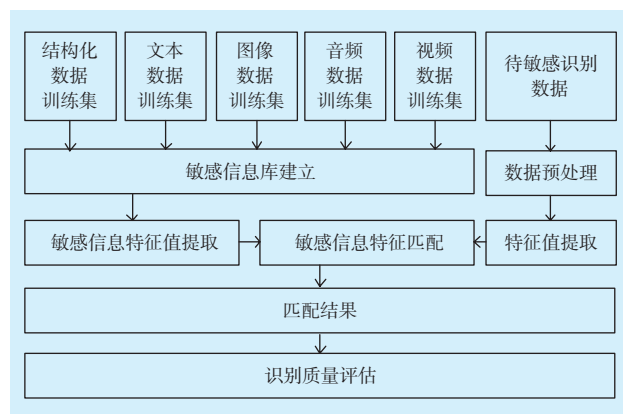 结构化
数据
训练集
文本
数据
训练集
图像
数据
训练集
音频
数据
训练集
视频
数据
训练集
待敏感识别
数据
敏感信息库建立
数据预处理
敏感信息特征值提取
敏感信息特征匹配
特征值提取
匹配结果
识别质量评估